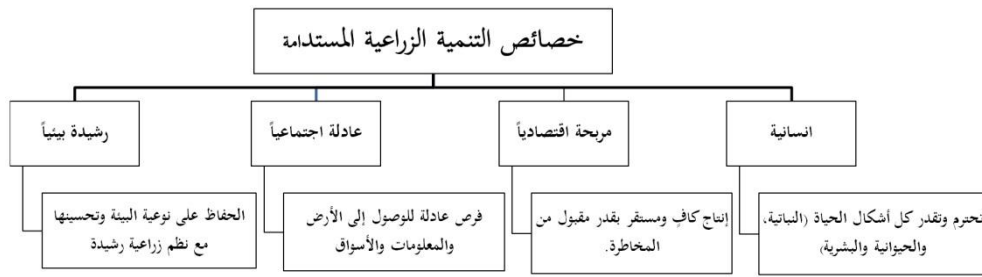 خصائص التنمية الزراعية المستدامة
انسانية
مربحة اقتصادياً
عادلة اجتماعياً
رشيدة بيئياً
تحترم وتقدر كل أشكال الحياة (النباتية،
والحيوانية والبشرية)
إنتاج كافٍ ومستقر بقدر مقبول من
المخاطرة.
فرص عادلة للوصول إلى الأرض
والمعلومات والأسواق
الحفاظ على نوعية البيئة وتحسينها
مع نظم زراعية رشيدة